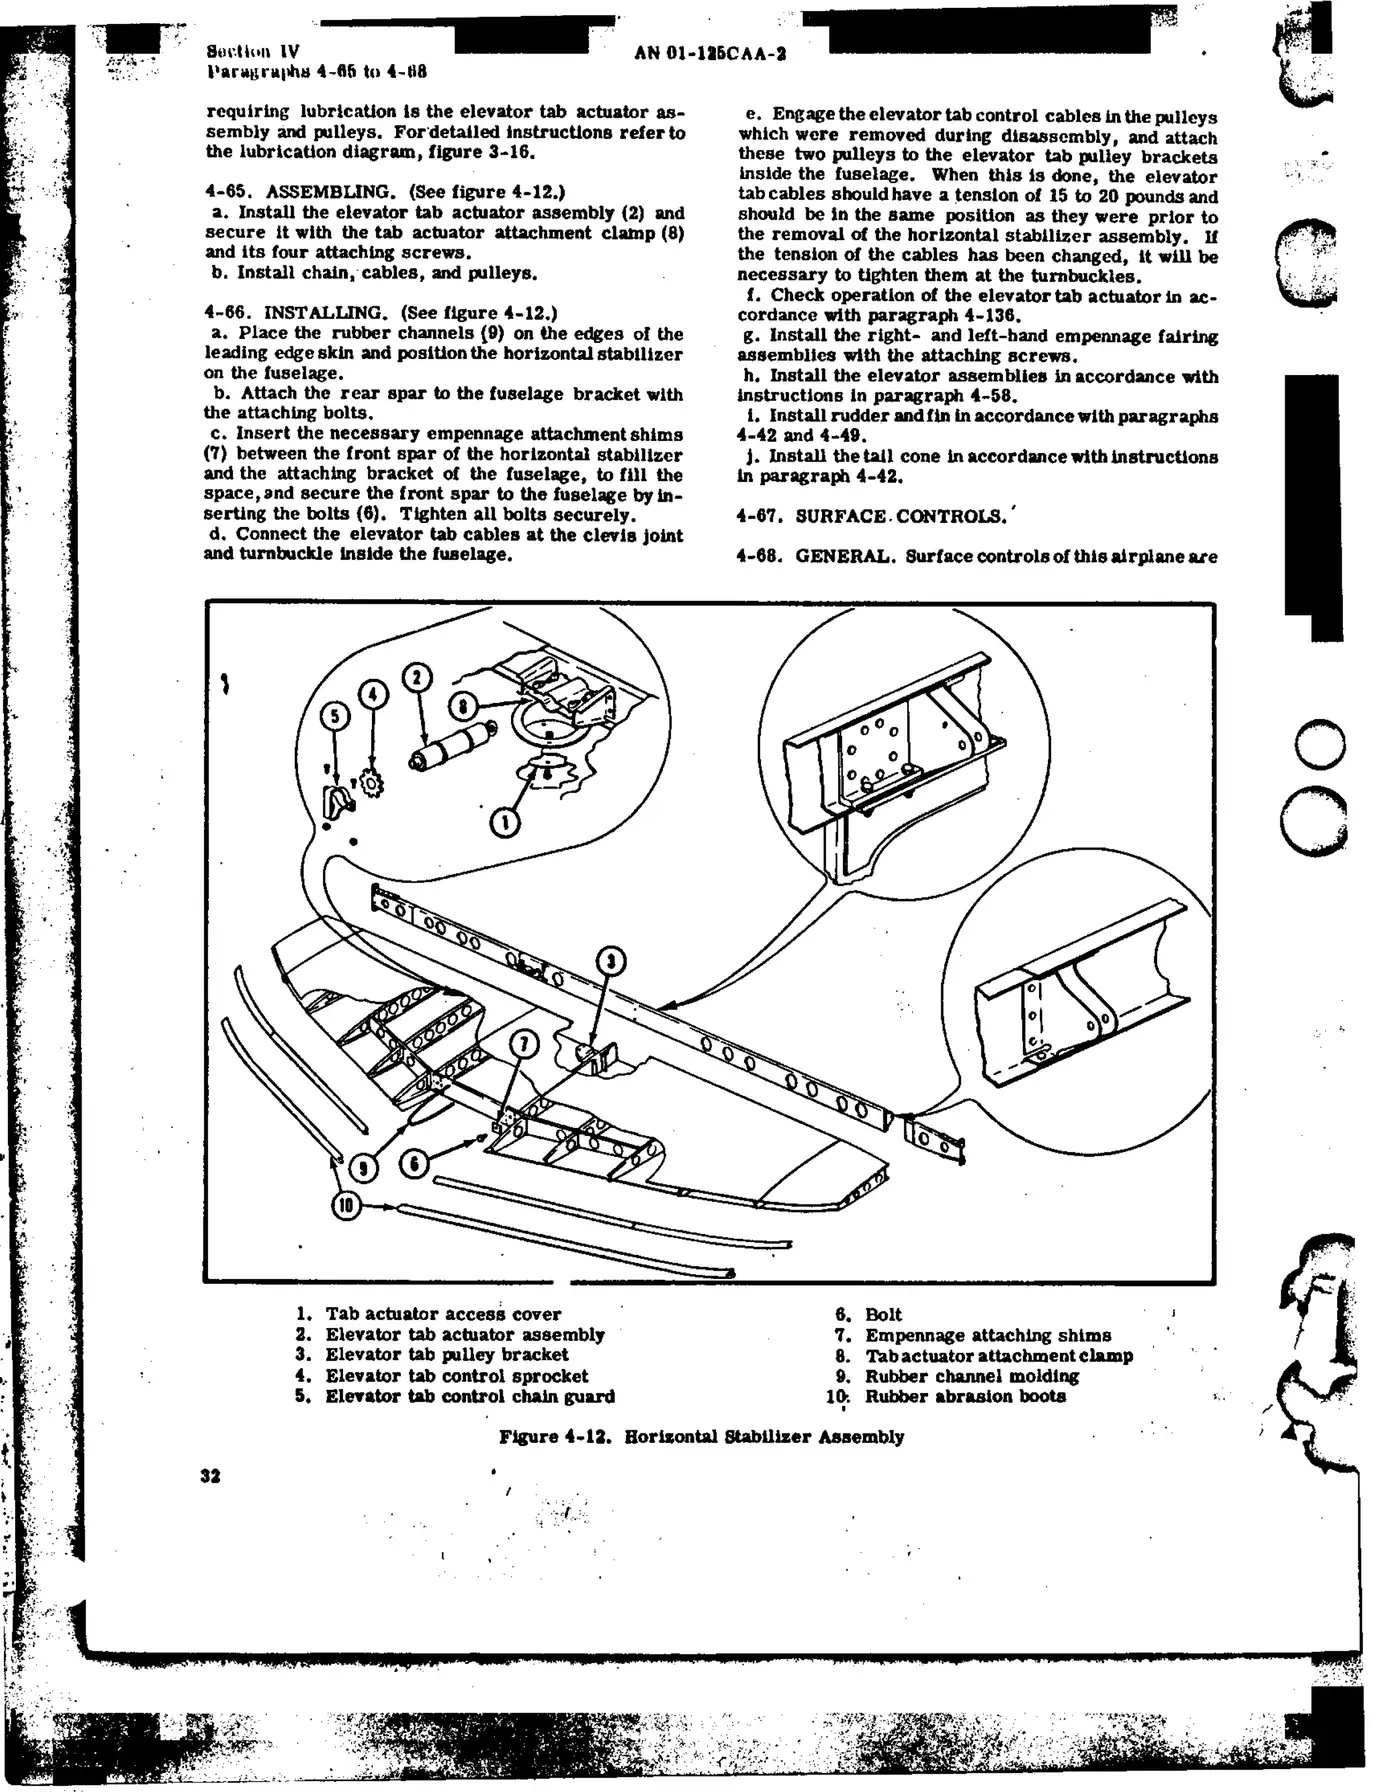 Section IV
Paragraphs 4-65 to 4-68
AN 01-125CAA-2
requiring lubrication is the elevator tab actuator as-
sembly and pulleys. For detailed instructions refer to
the lubrication diagram, figure 3-16.
4-65. ASSEMBLING. (See figure 4-12.)
a. Install the elevator tab actuator assembly (2) and
secure it with the tab actuator attachment clamp (8)
and its four attaching screws.
b. Install chain, cables, and pulleys.
4-66. INSTALLING. (See figure 4-12.)
a. Place the rubber channels (9) on the edges of the
leading edge skin and position the horizontal stabilizer
on the fuselage.
b. Attach the rear spar to the fuselage bracket with
the attaching bolts.
c. Insert the necessary empennage attachment shims
(7) between the front spar of the horizontal stabilizer
and the attaching bracket of the fuselage, to fill the
space, and secure the front spar to the fuselage by in-
serting the bolts (6). Tighten all bolts securely.
d. Connect the elevator tab cables at the clevis joint
and turnbuckle inside the fuselage.
e. Engage the elevator tab control cables in the pulleys
which were removed during disassembly, and attach
these two pulleys to the elevator tab pulley brackets
inside the fuselage. When this is done, the elevator
tab cables should have a tension of 15 to 20 pounds and
should be in the same position as they were prior to
the removal of the horizontal stabilizer assembly. If
the tension of the cables has been changed, it will be
necessary to tighten them at the turnbuckles.
f. Check operation of the elevator tab actuator in ac-
cordance with paragraph 4-136.
g. Install the right- and left-hand empennage fairing
assemblies with the attaching screws.
h. Install the elevator assemblies in accordance with
instructions in paragraph 4-58.
i. Install rudder and fin in accordance with paragraphs
4-42 and 4-49.
j. Install the tail cone in accordance with instructions
in paragraph 4-42.
4-67. SURFACE CONTROLS.
4-68. GENERAL. Surface controls of this airplane are
2
4
8
5
1
3
7
9
6
10
1. Tab actuator access cover
2. Elevator tab actuator assembly
3. Elevator tab pulley bracket
4. Elevator tab control sprocket
5. Elevator tab control chain guard
6. Bolt
7. Empennage attaching shims
8. Tab actuator attachment clamp
9. Rubber channel molding
10. Rubber abrasion boots
Figure 4-12. Horizontal Stabilizer Assembly
32